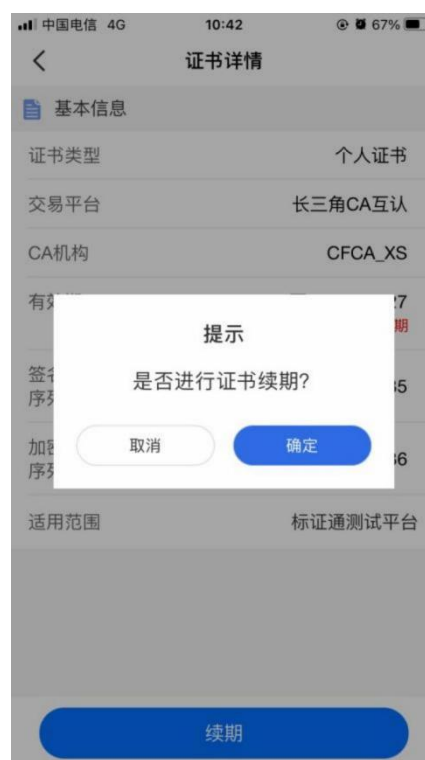 中国电信 4G 10:42 67%
证书详情
基本信息
证书类型 个人证书
交易平台 长三角CA互认
CA机构 CFCA_XS
提示
是否进行证书续期?
取消 确定
适用范围 标证通测试平台
续期